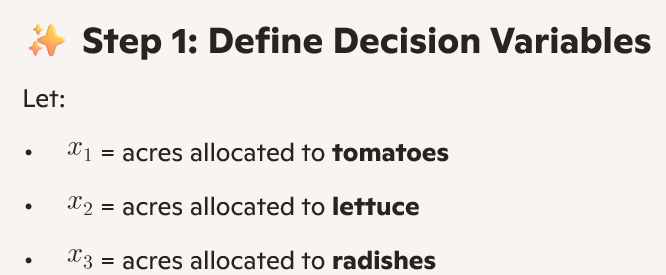 ✨ Step 1: Define Decision Variables
Let:
• x₁ = acres allocated to tomatoes
• x₂ = acres allocated to lettuce
• x₃ = acres allocated to radishes